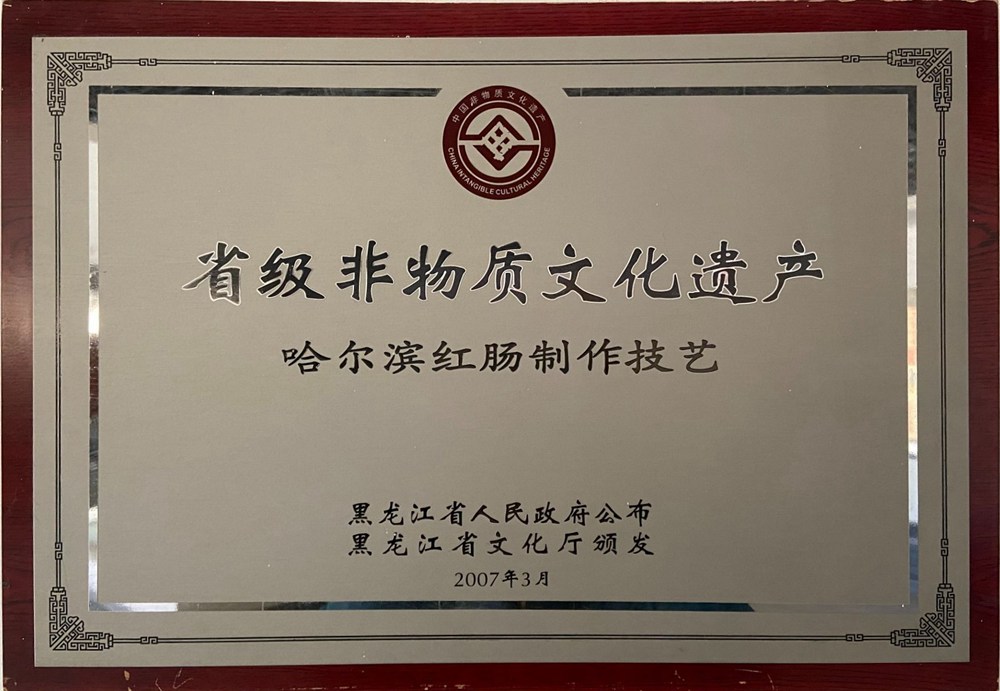 中国非物质文化遗产
CHINA INTANGIBLE CULTURAL HERITAGE
省级非物质文化遗产
哈尔滨红肠制作技艺
黑龙江省人民政府公布
黑龙江省文化厅颁发
2007年3月